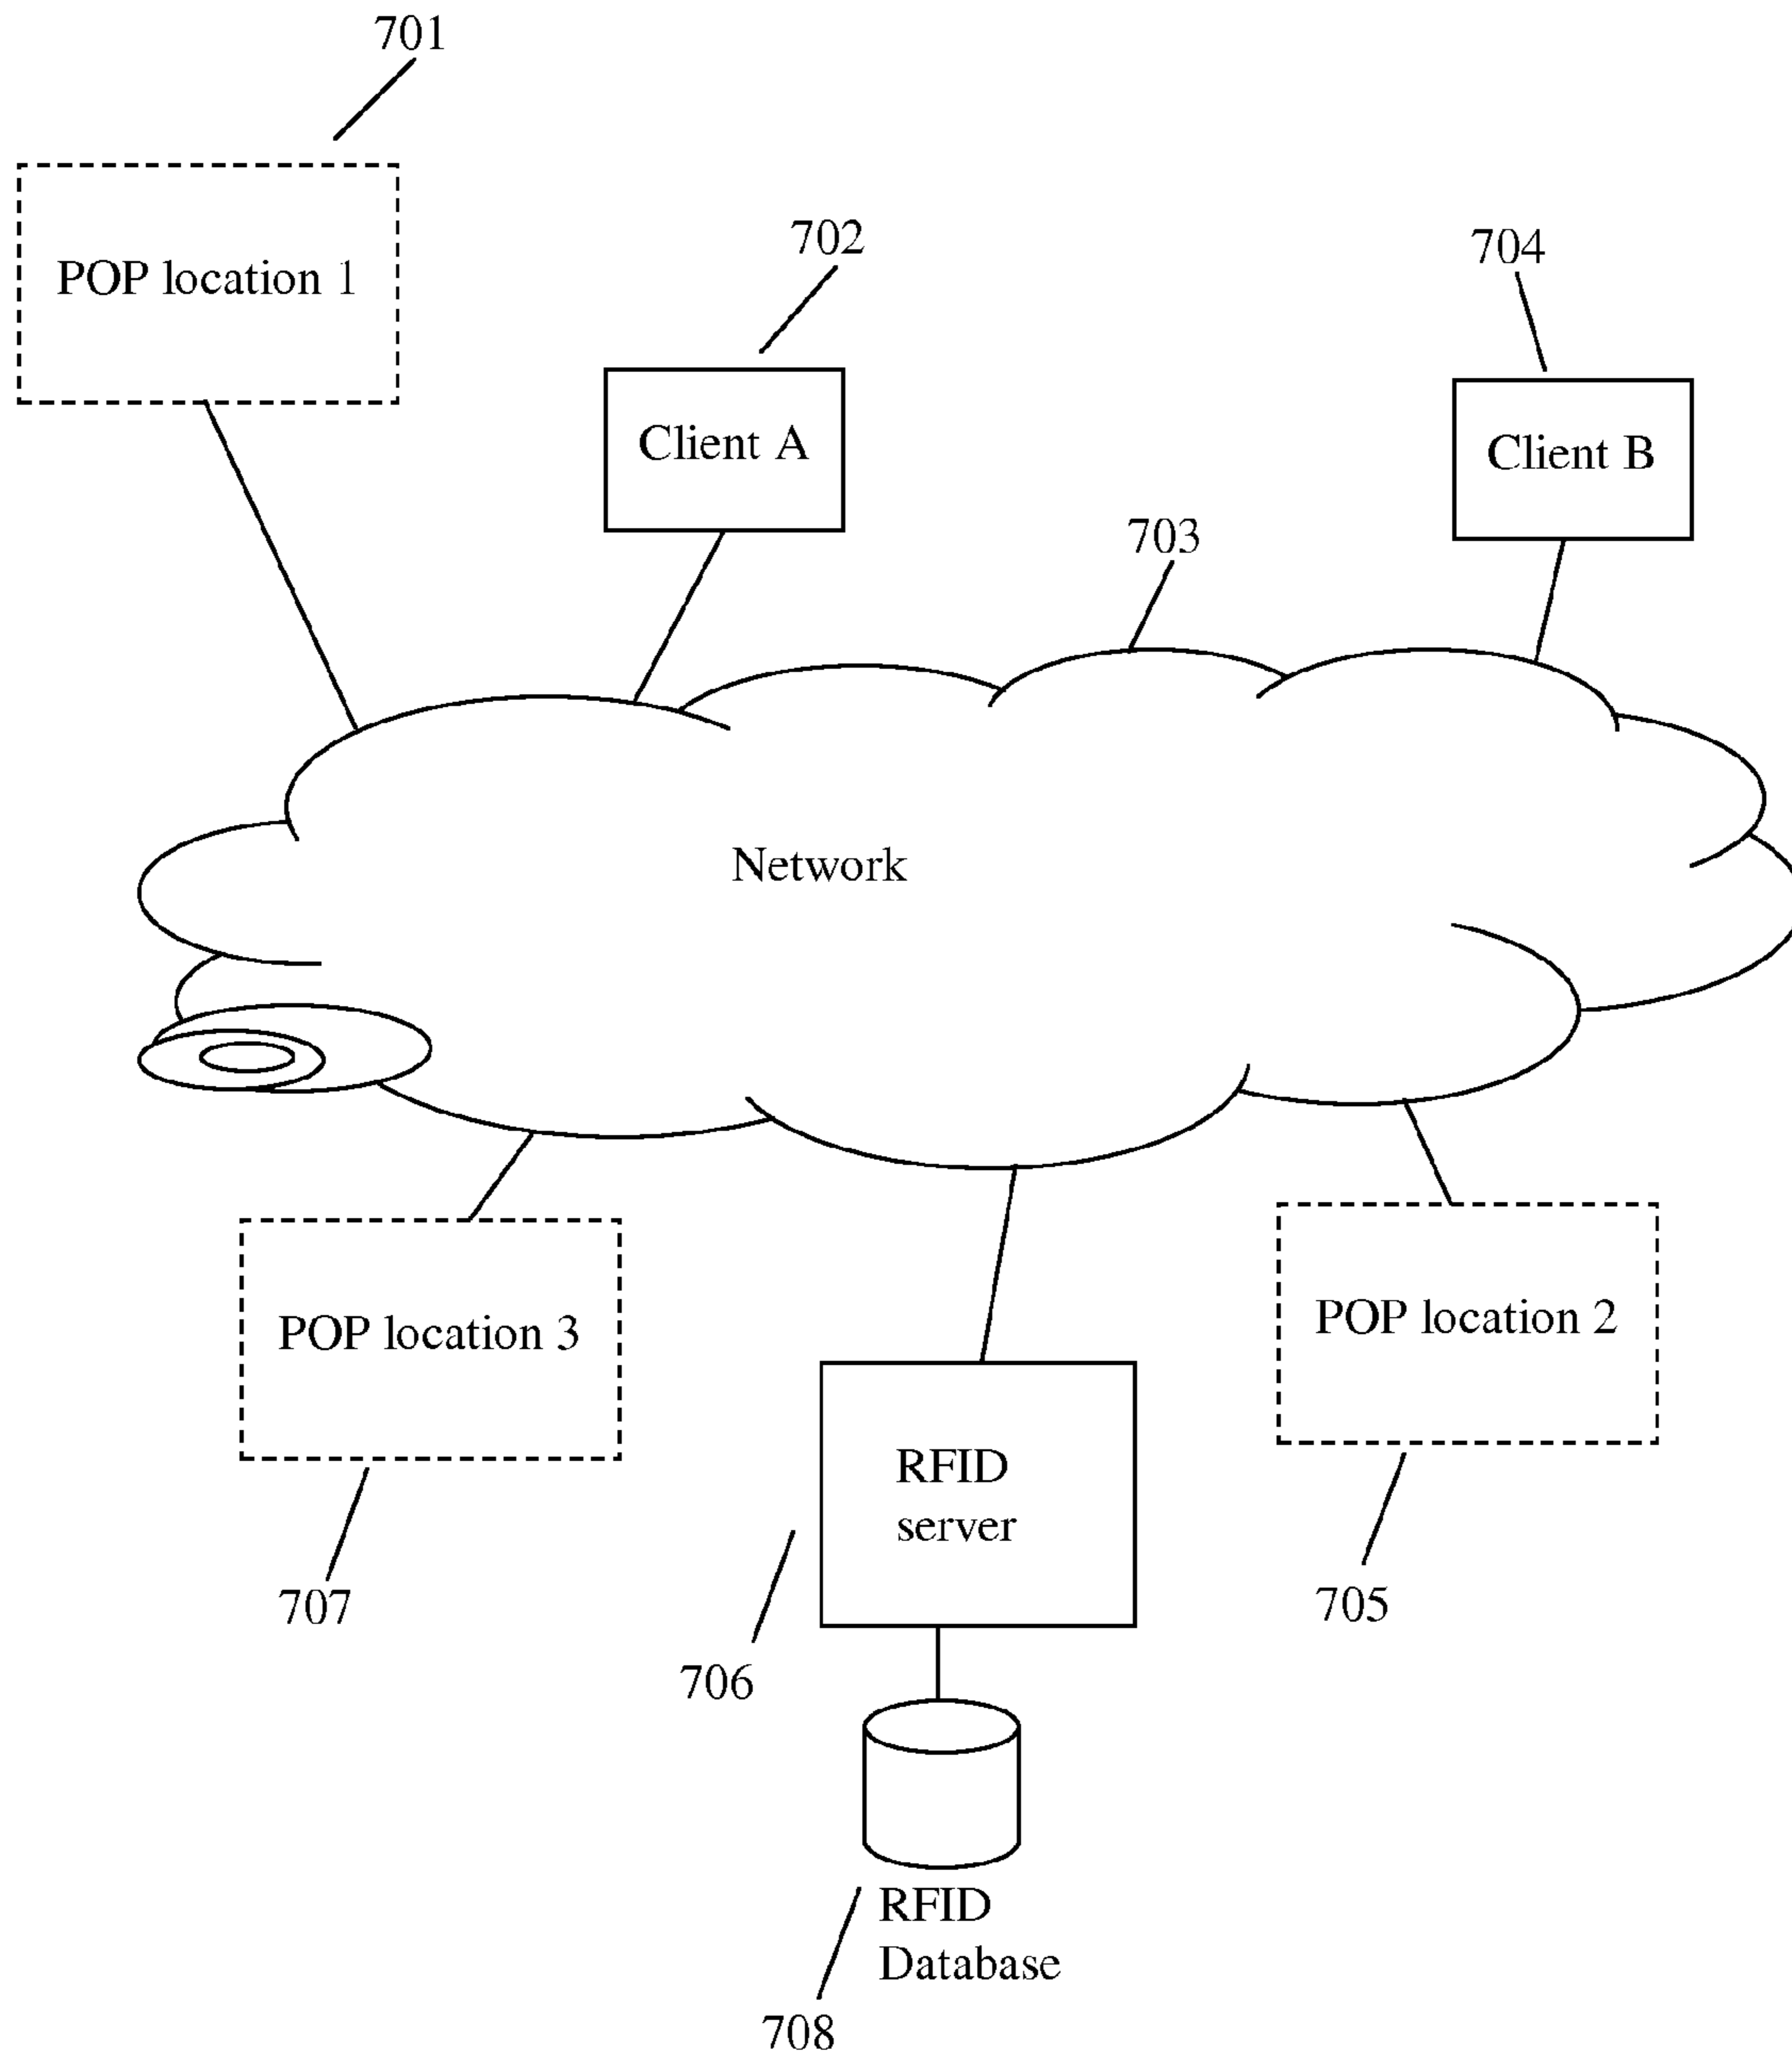 701
POP location 1
702
Client A
704
Client B
703
Network
POP location 3
707
POP location 2
705
RFID
server
706
RFID
Database
708